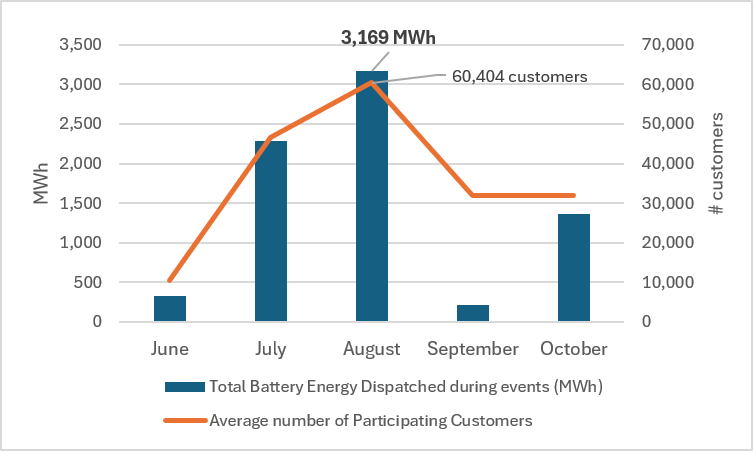 3,169 MWh
60,404 customers
3,500
3,000
2,500
2,000
1,500
1,000
500
0
MWh
70,000
60,000
50,000
40,000
30,000
20,000
10,000
0
# customers
June July August September October
Total Battery Energy Dispatched during events (MWh)
Average number of Participating Customers